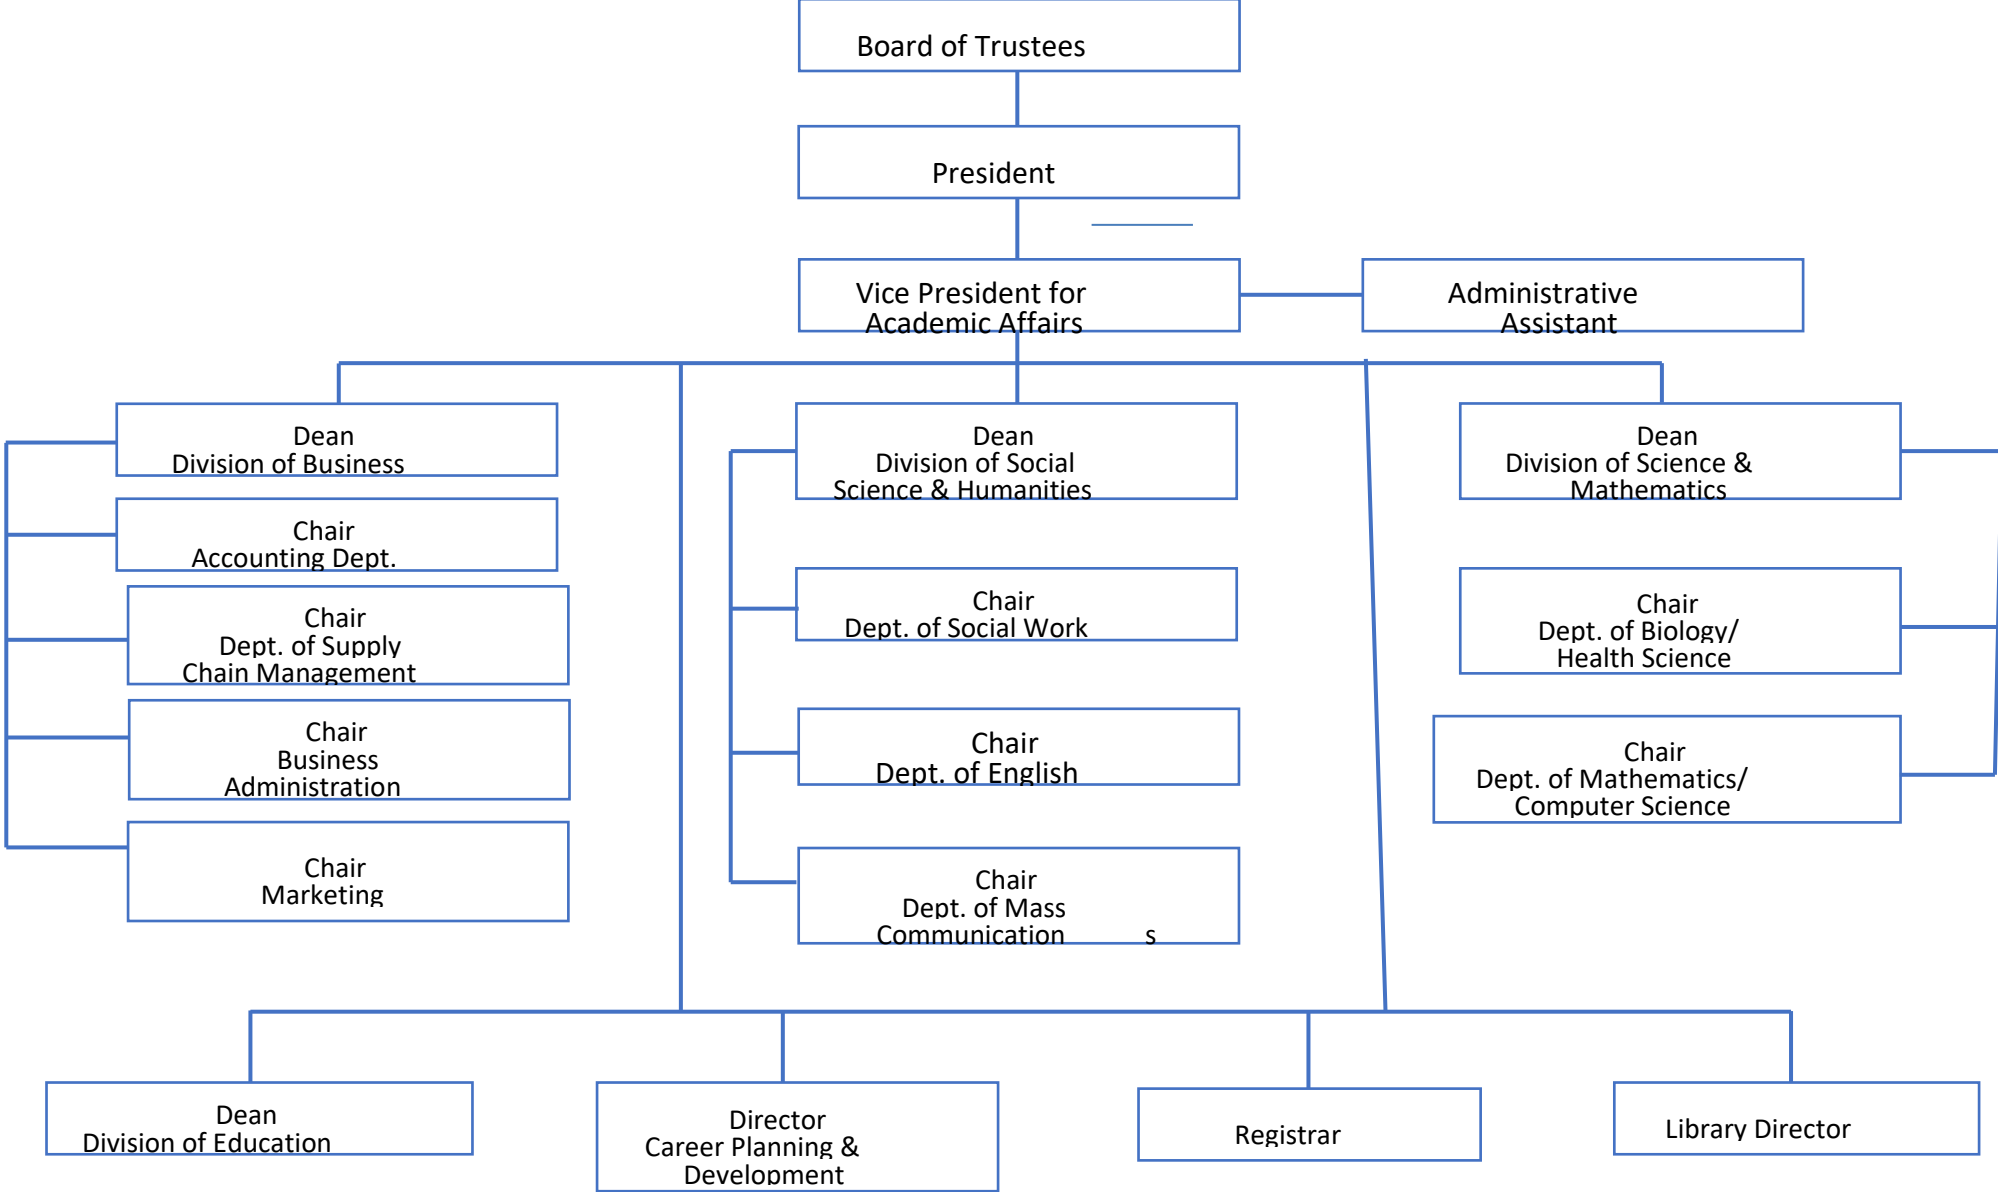 Board of Trustees
President
Vice President for
Academic Affairs
Administrative
Assistant
Dean
Division of Business
Chair
Accounting Dept.
Chair
Dept. of Supply
Chain Management
Chair
Business
Administration
Chair
Marketing
Dean
Division of Social
Science & Humanities
Chair
Dept. of Social Work
Chair
Dept. of English
Chair
Dept. of Mass
Communication s
Dean
Division of Science &
Mathematics
Chair
Dept. of Biology/
Health Science
Chair
Dept. of Mathematics/
Computer Science
Dean
Division of Education
Director
Career Planning &
Development
Registrar
Library Director